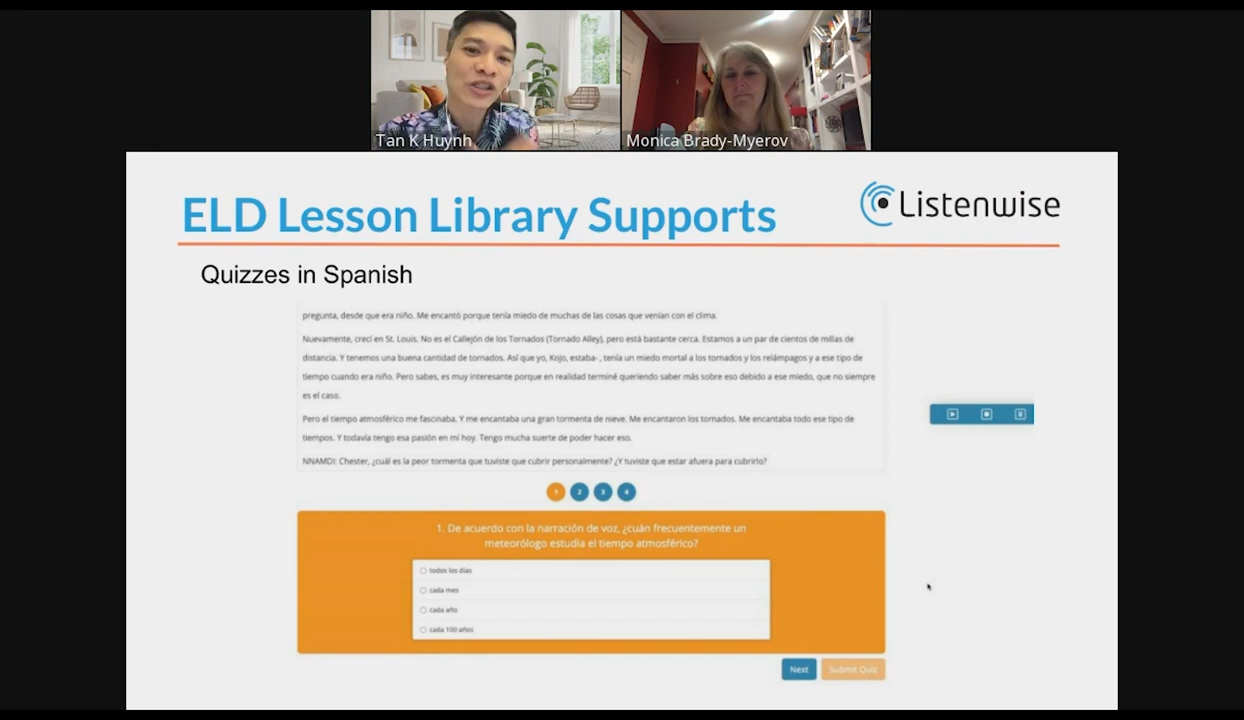 Tan K Huynh
Monica Brady-Myerov
ELD Lesson Library Supports
Listenwise
Quizzes in Spanish
pregunta, desde que era niño. Me encantó porque tenía miedo de muchas de las cosas que venían con el clima.
Nuevamente, crecí en St. Louis. No es el Callejón de los Tornados (Tornado Alley), pero está bastante cerca. Estamos a un par de cientos de millas de
distancia. Y tenemos una buena cantidad de tornados. Así que yo, Kojo, estaba- , tenía un miedo mortal a los tornados y los relámpagos y a ese tipo de
tiempo cuando era niño. Pero sabes, es muy interesante porque en realidad terminé queriendo saber más sobre eso debido a ese miedo, que no siempre
es el caso.
Pero el tiempo atmosférico me fascinaba. Y me encantaba una gran tormenta de nieve. Me encantaron los tornados. Me encantaba todo ese tipo de
tiempos. Y todavía tengo esa pasión en mí hoy. Tengo mucha suerte de poder hacer eso.
NNAMDI: Chester, ¿cuál es la peor tormenta que tuviste que cubrir personalmente? ¿Y tuviste que estar afuera para cubrirlo?
1 2 3 4
1. De acuerdo con la narración de voz, ¿cuán frecuentemente un
meteorólogo estudia el tiempo atmosférico?
todos los días
cada mes
cada año
cada 100 años
Next Submit Quiz